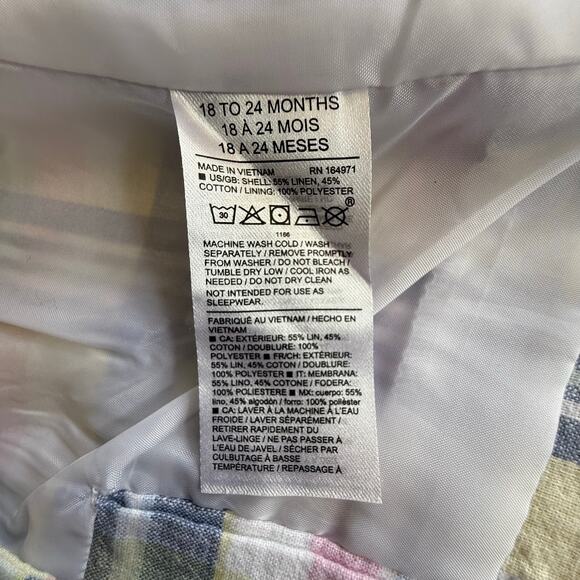 18 TO 24 MONTHS
18 À 24 MOIS
18 A 24 MESES
MADE IN VIETNAM RN 164971
■ US/GB: SHELL: 55% LINEN, 45%
COTTON / LINING: 100% POLYESTER
30 ®
1186
MACHINE WASH COLD / WASH
SEPARATELY / REMOVE PROMPTLY
FROM WASHER / DO NOT BLEACH /
TUMBLE DRY LOW / COOL IRON AS
NEEDED / DO NOT DRY CLEAN
NOT INTENDED FOR USE AS
SLEEPWEAR.
FABRIQUÉ AU VIETNAM / HECHO EN
VIETNAM
■ CA: EXTÉRIEUR: 55% LIN, 45%
COTON / DOUBLURE: 100%
POLYESTER ■ FR/CH: EXTÉRIEUR:
55% LIN, 45% COTON / DOUBLURE:
100% POLYESTER ■ IT: MEMBRANA:
55% LINO, 45% COTONE / FODERA:
100% POLIESTERE ■ MX: cuerpo: 55%
lino, 45% algodón / forro: 100% poliéster
■ CA: LAVER À LA MACHINE À L'EAU
FROIDE / LAVER SÉPARÉMENT /
RETIRER RAPIDEMENT DU
LAVE-LINGE / NE PAS PASSER À
L'EAU DE JAVEL / SÉCHER PAR
CULBUTAGE À BASSE
TEMPÉRATURE / REPASSAGE À